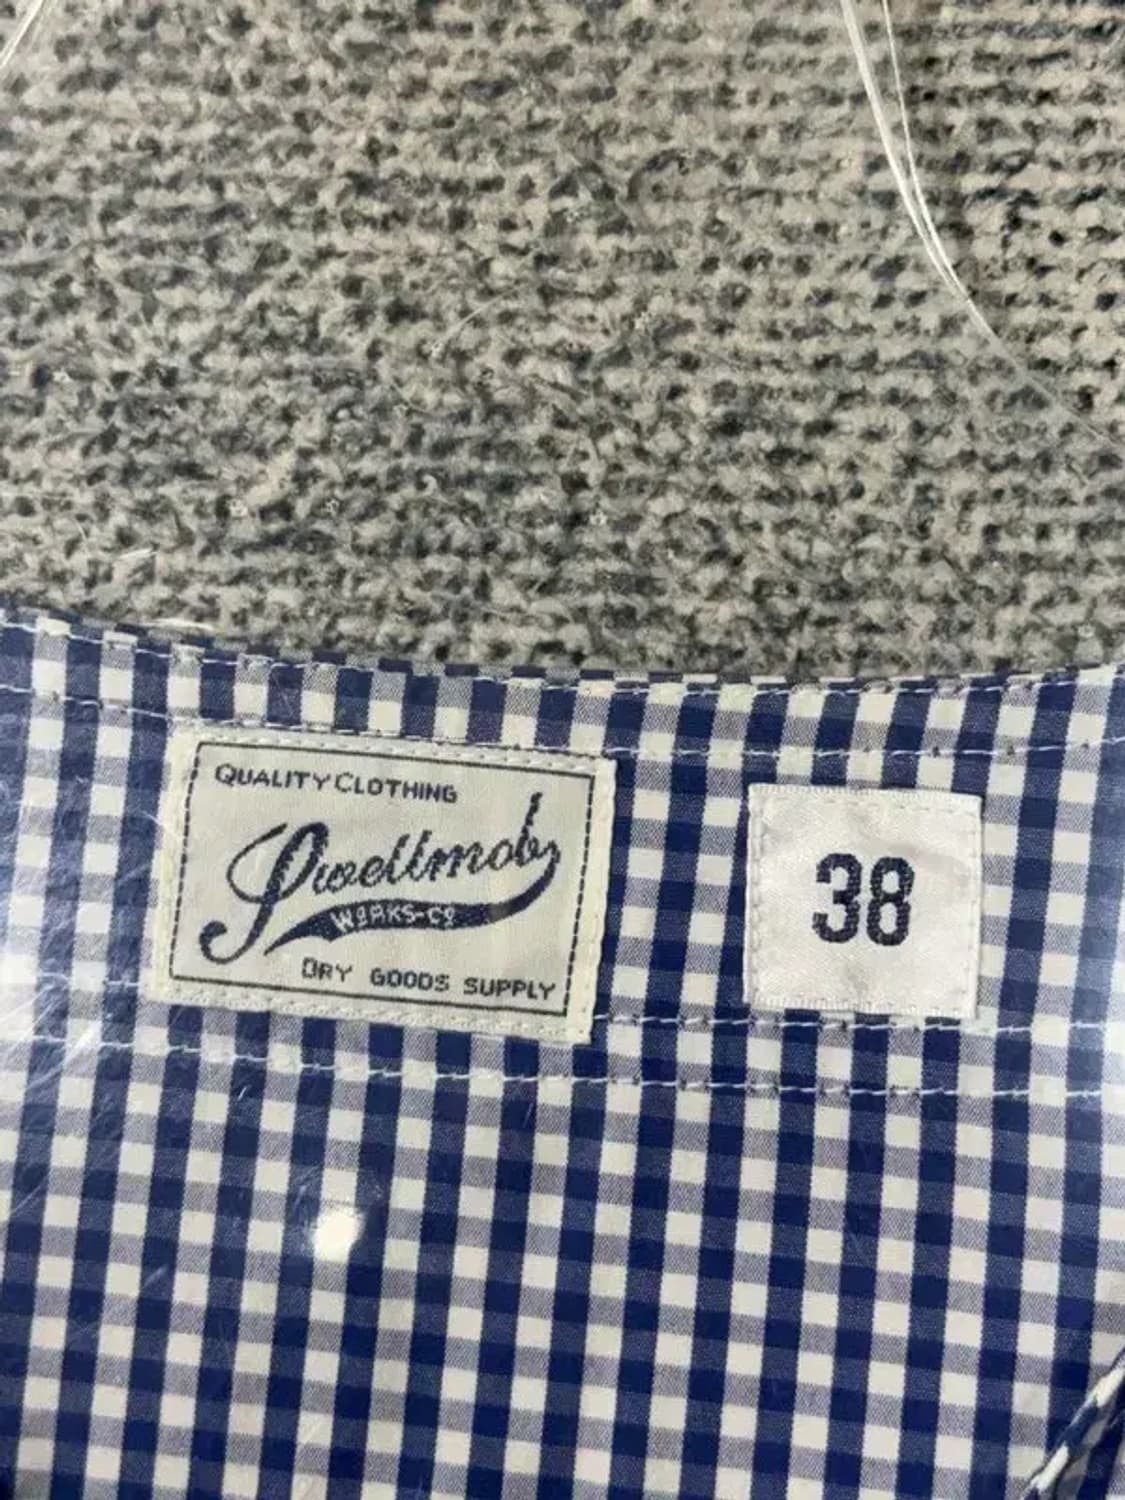 QUALITY CLOTHING
Swellmob
WORKS-Co
DRY GOODS SUPPLY
38